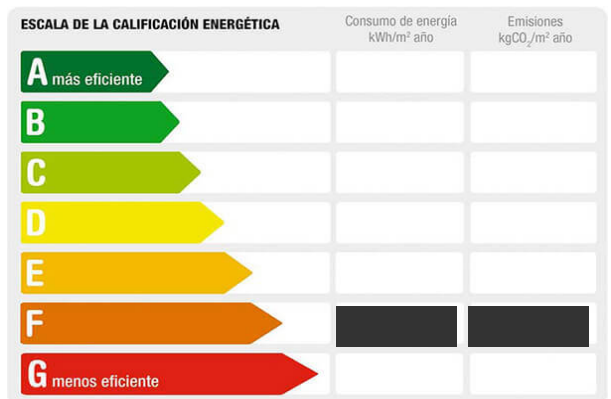 ESCALA DE LA CALIFICACIÓN ENERGÉTICA
Consumo de energía
kWh/m² año
Emisiones
kgCO₂/m² año
A más eficiente
B
C
D
E
F
G menos eficiente